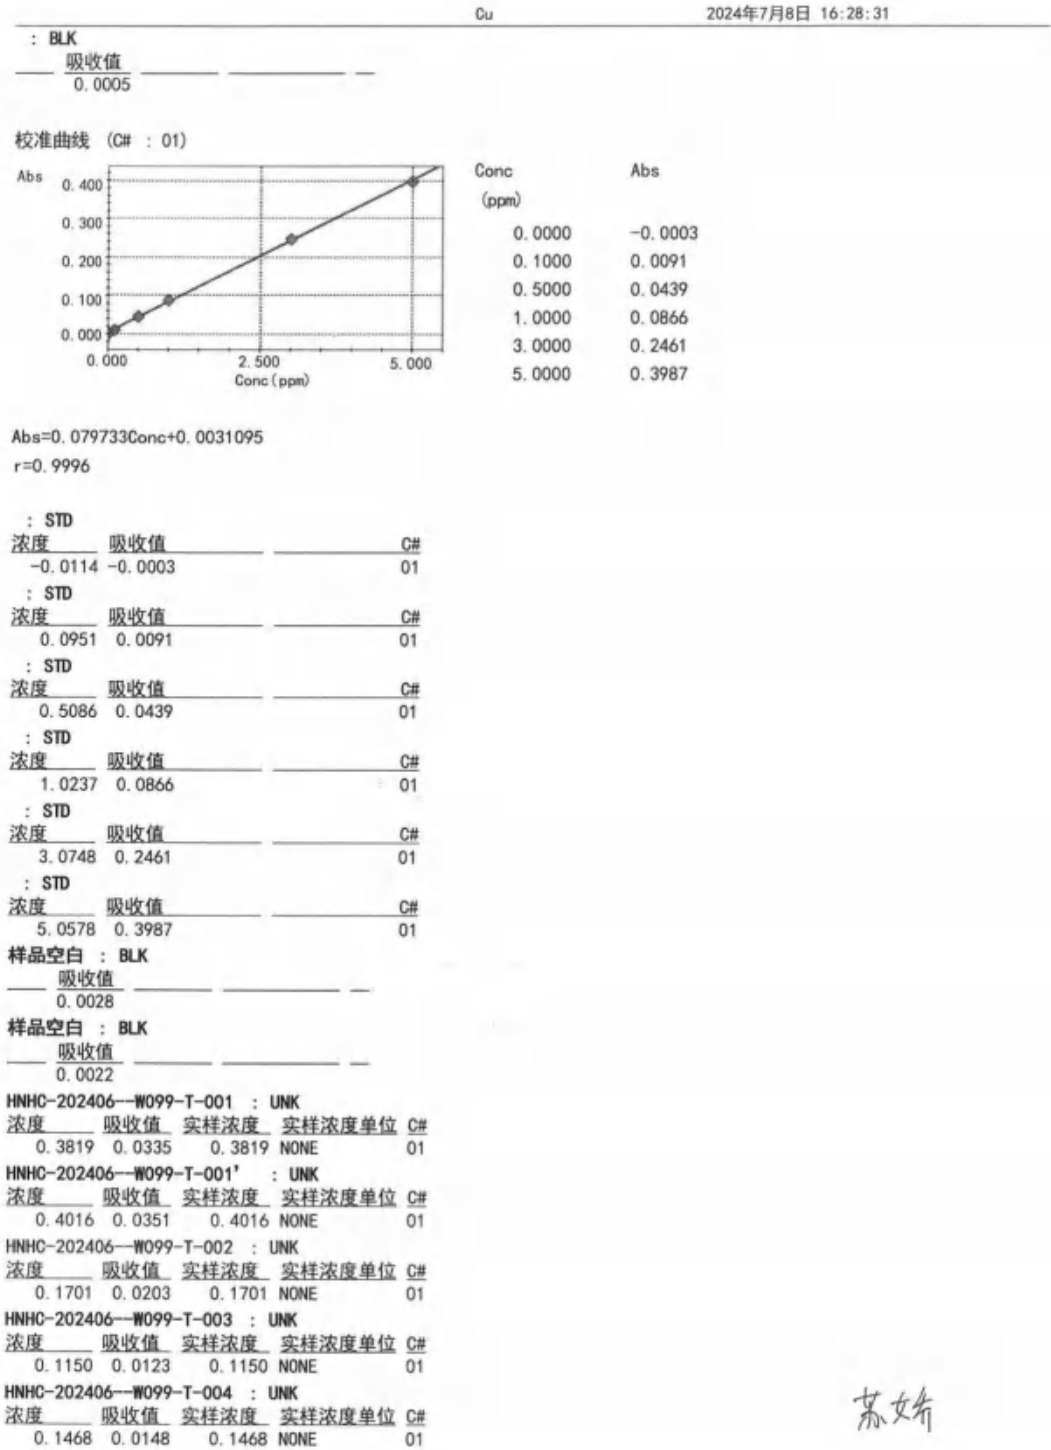 Cu 2024年7月8日 16:28:31
: BLK
吸收值
0.0005
校准曲线 (C# : 01)
Abs
0.400
0.300
0.200
0.100
0.000
0.000 2.500 5.000
Conc(ppm)
Conc Abs
(ppm)
0.0000 -0.0003
0.1000 0.0091
0.5000 0.0439
1.0000 0.0866
3.0000 0.2461
5.0000 0.3987
Abs=0.079733Conc+0.0031095
r=0.9996
: STD
浓度 吸收值 C#
-0.0114 -0.0003 01
: STD
浓度 吸收值 C#
0.0951 0.0091 01
: STD
浓度 吸收值 C#
0.5086 0.0439 01
: STD
浓度 吸收值 C#
1.0237 0.0866 01
: STD
浓度 吸收值 C#
3.0748 0.2461 01
: STD
浓度 吸收值 C#
5.0578 0.3987 01
样品空白 : BLK
吸收值
0.0028
样品空白 : BLK
吸收值
0.0022
HNHC-202406--W099-T-001 : UNK
浓度 吸收值 实样浓度 实样浓度单位 C#
0.3819 0.0335 0.3819 NONE 01
HNHC-202406--W099-T-001' : UNK
浓度 吸收值 实样浓度 实样浓度单位 C#
0.4016 0.0351 0.4016 NONE 01
HNHC-202406--W099-T-002 : UNK
浓度 吸收值 实样浓度 实样浓度单位 C#
0.1701 0.0203 0.1701 NONE 01
HNHC-202406--W099-T-003 : UNK
浓度 吸收值 实样浓度 实样浓度单位 C#
0.1150 0.0123 0.1150 NONE 01
HNHC-202406--W099-T-004 : UNK
浓度 吸收值 实样浓度 实样浓度单位 C#
0.1468 0.0148 0.1468 NONE 01